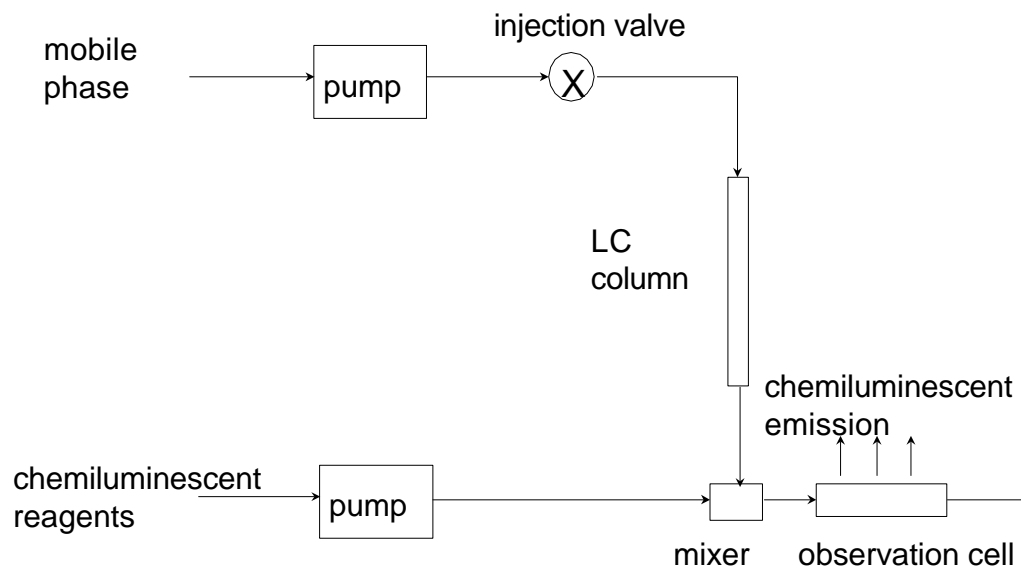 injection valve
mobile
phase
pump
X
LC
column
chemiluminescent
emission
chemiluminescent
reagents
pump
mixer
observation cell